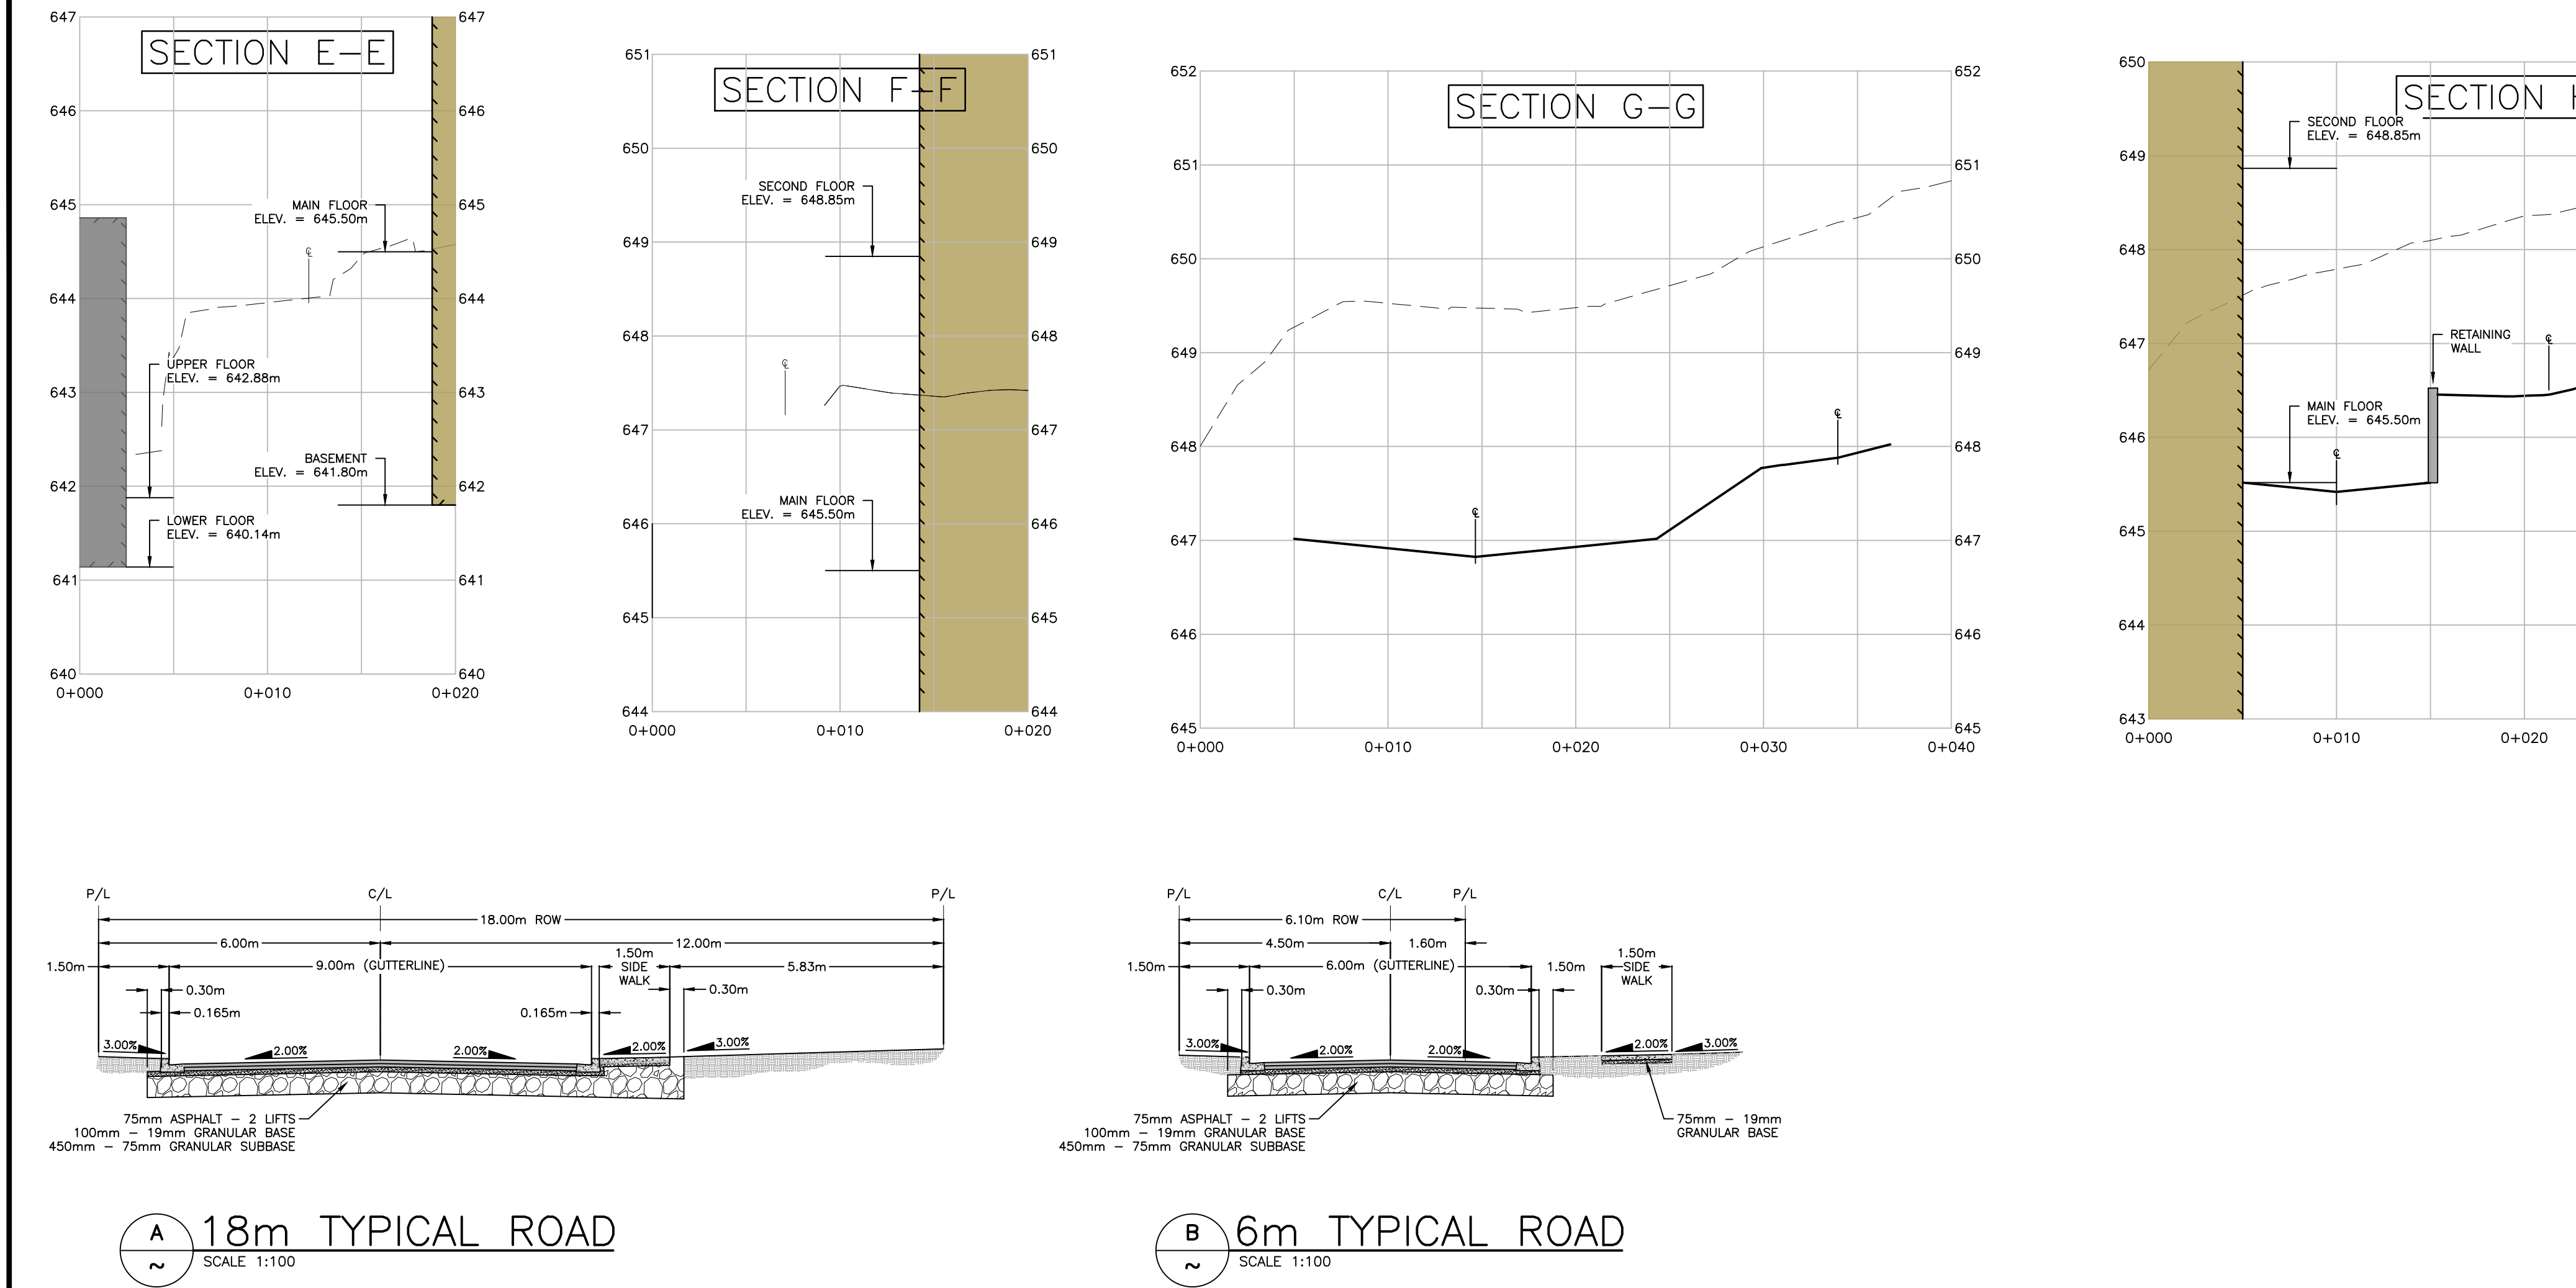 SECTION E–E
647
647
646
646
645
645
644
644
643
643
642
642
641
641
640
640
0+000
0+010
0+020
MAIN FLOOR
ELEV. = 645.50m
℄
UPPER FLOOR
ELEV. = 642.88m
BASEMENT
ELEV. = 641.80m
LOWER FLOOR
ELEV. = 640.14m
SECTION F–F
651
651
650
650
649
649
648
648
647
647
646
646
645
645
644
644
0+000
0+010
0+020
SECOND FLOOR
ELEV. = 648.85m
℄
MAIN FLOOR
ELEV. = 645.50m
SECTION G–G
652
652
651
651
650
650
649
649
648
648
647
647
646
646
645
645
0+000
0+010
0+020
0+030
0+040
℄
℄
SECTION
650
649
648
647
646
645
644
643
0+000
0+010
0+020
SECOND FLOOR
ELEV. = 648.85m
RETAINING
WALL
℄
MAIN FLOOR
ELEV. = 645.50m
℄
P/L
C/L
P/L
18.00m ROW
6.00m
12.00m
1.50m
9.00m (GUTTERLINE)
1.50m
SIDE
WALK
5.83m
0.30m
0.30m
0.165m
0.165m
3.00%
2.00%
2.00%
2.00%
3.00%
75mm ASPHALT – 2 LIFTS
100mm – 19mm GRANULAR BASE
450mm – 75mm GRANULAR SUBBASE
A
~
18m TYPICAL ROAD
SCALE 1:100
P/L
C/L
P/L
6.10m ROW
4.50m
1.60m
1.50m
6.00m (GUTTERLINE)
1.50m
1.50m
SIDE
WALK
0.30m
0.30m
3.00%
2.00%
2.00%
2.00%
3.00%
75mm ASPHALT – 2 LIFTS
100mm – 19mm GRANULAR BASE
450mm – 75mm GRANULAR SUBBASE
75mm – 19mm
GRANULAR BASE
B
~
6m TYPICAL ROAD
SCALE 1:100